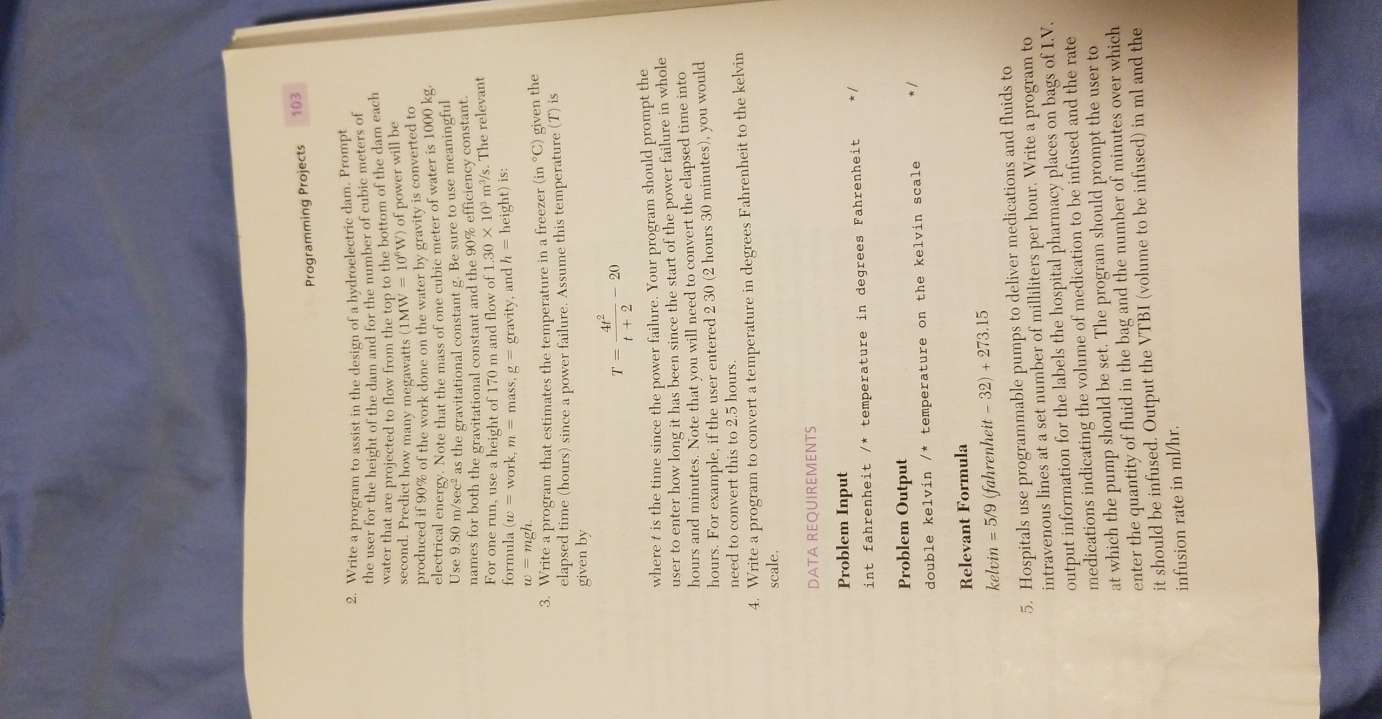 Programming Projects 103
2. Write a program to assist in the design of a hydroelectric dam. Prompt
the user for the height of the dam and for the number of cubic meters of
water that are projected to flow from the top to the bottom of the dam each
second. Predict how many megawatts (1MW = 10⁶W) of power will be
produced if 90% of the work done on the water by gravity is converted to
electrical energy. Note that the mass of one cubic meter of water is 1000 kg.
Use 9.80 m/sec² as the gravitational constant g. Be sure to use meaningful
names for both the gravitational constant and the 90% efficiency constant.
For one run, use a height of 170 m and flow of 1.30 × 10³ m³/s. The relevant
formula (w = work, m = mass, g = gravity, and h = height) is:
w = mgh.
3. Write a program that estimates the temperature in a freezer (in °C) given the
elapsed time (hours) since a power failure. Assume this temperature (T) is
given by
T = 4t² / (t + 2) − 20
where t is the time since the power failure. Your program should prompt the
user to enter how long it has been since the start of the power failure in whole
hours and minutes. Note that you will need to convert the elapsed time into
hours. For example, if the user entered 2 30 (2 hours 30 minutes), you would
need to convert this to 2.5 hours.
4. Write a program to convert a temperature in degrees Fahrenheit to the kelvin
scale.
DATA REQUIREMENTS
Problem Input
int fahrenheit /* temperature in degrees Fahrenheit */
Problem Output
double kelvin /* temperature on the kelvin scale */
Relevant Formula
kelvin = 5/9 (fahrenheit − 32) + 273.15
5. Hospitals use programmable pumps to deliver medications and fluids to
intravenous lines at a set number of milliliters per hour. Write a program to
output information for the labels the hospital pharmacy places on bags of I.V.
medications indicating the volume of medication to be infused and the rate
at which the pump should be set. The program should prompt the user to
enter the quantity of fluid in the bag and the number of minutes over which
it should be infused. Output the VTBI (volume to be infused) in ml and the
infusion rate in ml/hr.